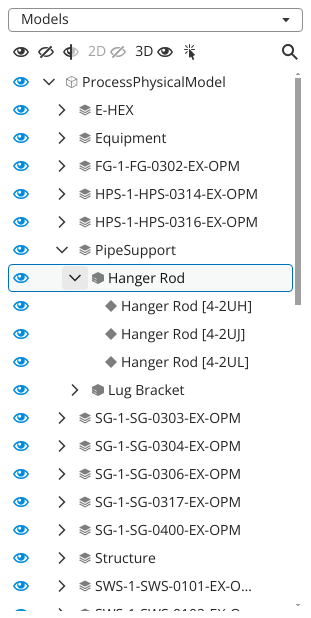 Models
2D 3D
ProcessPhysicalModel
E-HEX
Equipment
FG-1-FG-0302-EX-OPM
HPS-1-HPS-0314-EX-OPM
HPS-1-HPS-0316-EX-OPM
PipeSupport
Hanger Rod
Hanger Rod [4-2UH]
Hanger Rod [4-2UJ]
Hanger Rod [4-2UL]
Lug Bracket
SG-1-SG-0303-EX-OPM
SG-1-SG-0304-EX-OPM
SG-1-SG-0306-EX-OPM
SG-1-SG-0317-EX-OPM
SG-1-SG-0400-EX-OPM
Structure
SWS-1-SWS-0101-EX-O...